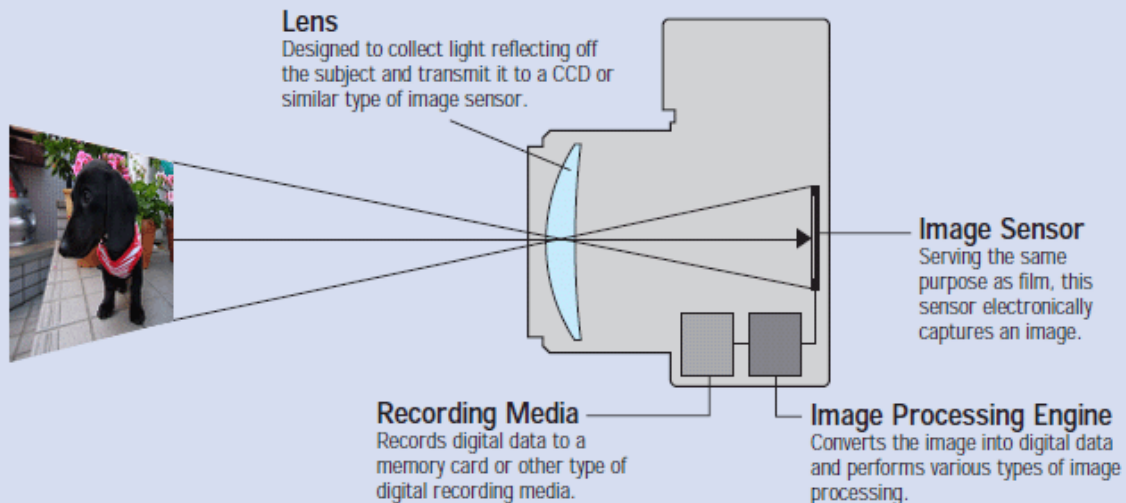 Lens
Designed to collect light reflecting off
the subject and transmit it to a CCD or
similar type of image sensor.
Image Sensor
Serving the same
purpose as film, this
sensor electronically
captures an image.
Recording Media
Records digital data to a
memory card or other type of
digital recording media.
Image Processing Engine
Converts the image into digital data
and performs various types of image
processing.